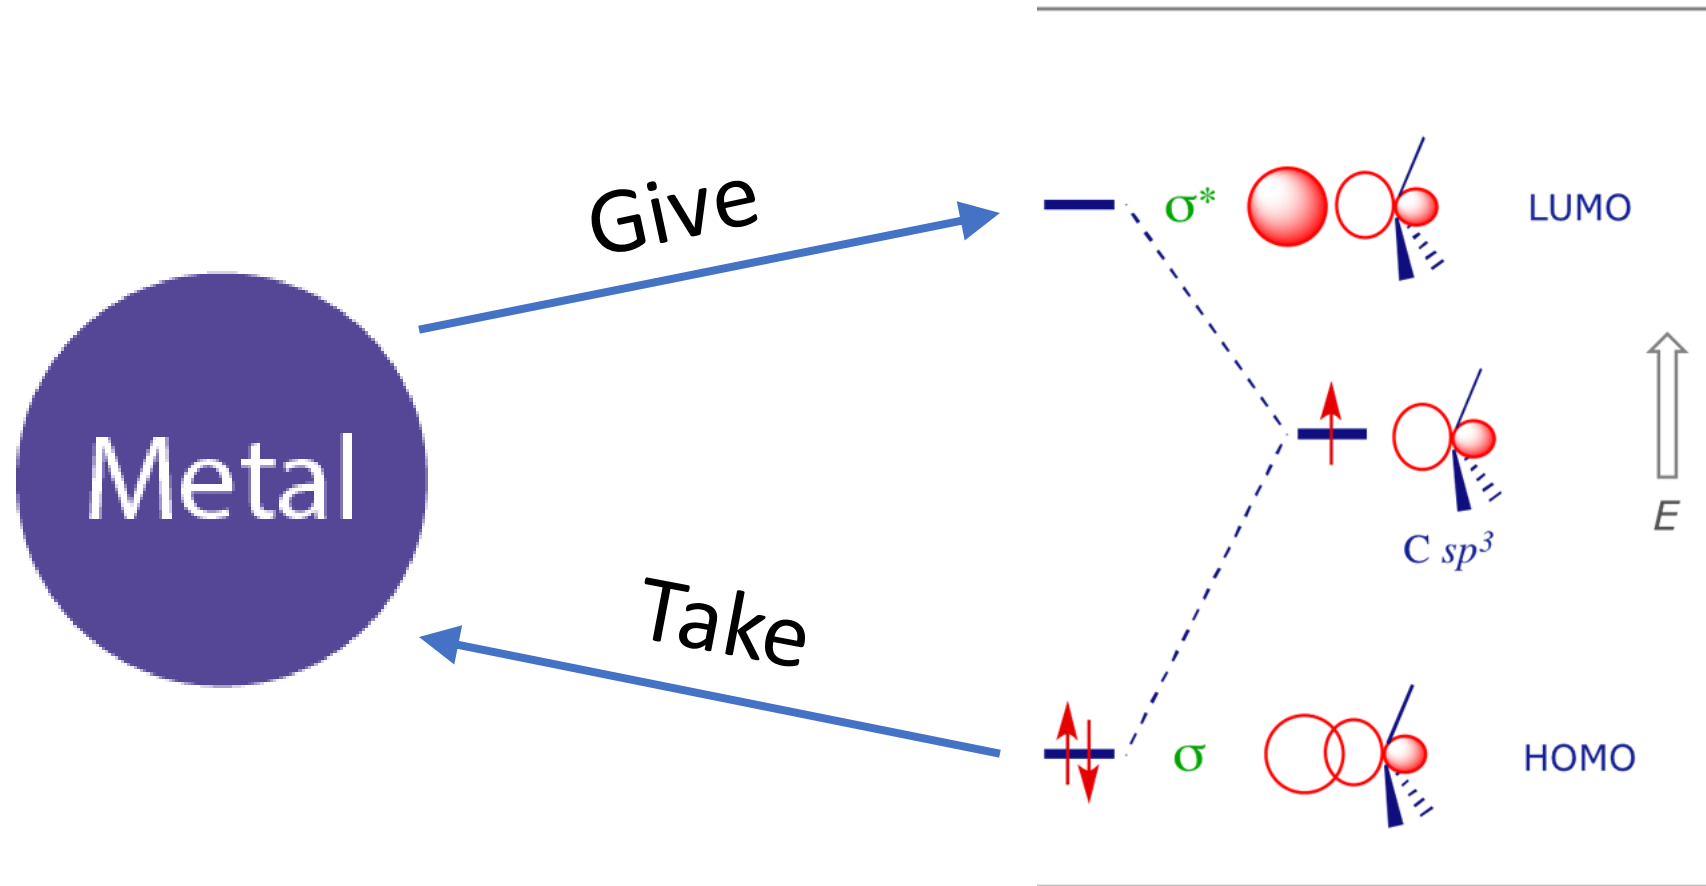 Give
σ*
LUMO
Metal
C sp³
E
Take
σ
HOMO